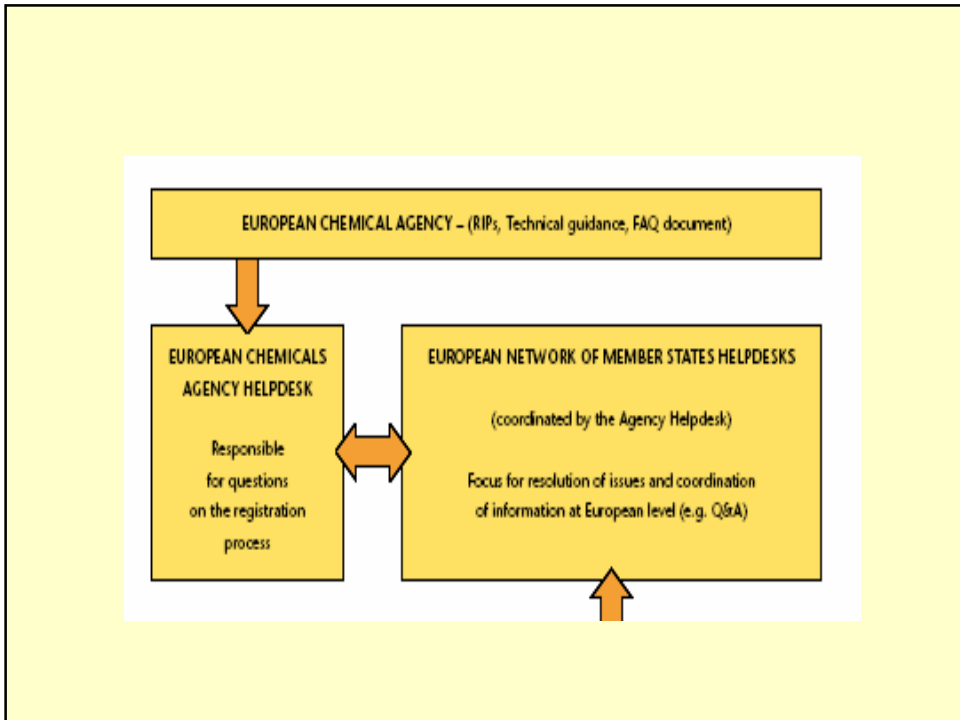 EUROPEAN CHEMICAL AGENCY – (RIPs, Technical guidance, FAQ document)
EUROPEAN CHEMICALS
AGENCY HELPDESK
Responsible
for questions
on the registration
process
EUROPEAN NETWORK OF MEMBER STATES HELPDESKS
(coordinated by the Agency Helpdesk)
Focus for resolution of issues and coordination
of information at European level (e.g. Q&A)